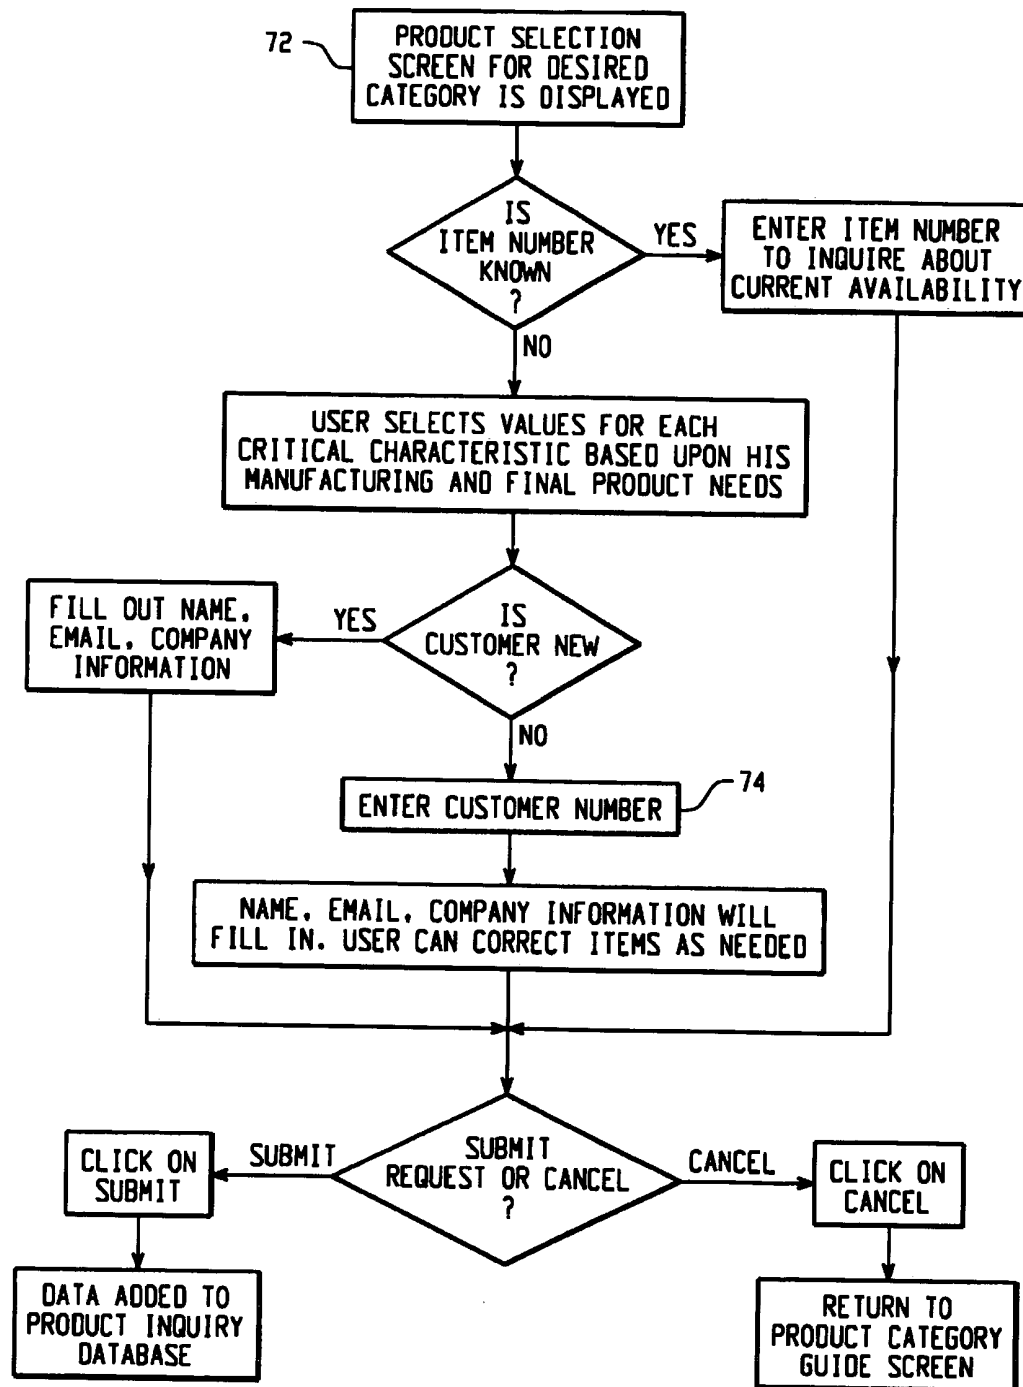 72
PRODUCT SELECTION
SCREEN FOR DESIRED
CATEGORY IS DISPLAYED
IS
ITEM NUMBER
KNOWN
?
YES
ENTER ITEM NUMBER
TO INQUIRE ABOUT
CURRENT AVAILABILITY
NO
USER SELECTS VALUES FOR EACH
CRITICAL CHARACTERISTIC BASED UPON HIS
MANUFACTURING AND FINAL PRODUCT NEEDS
IS
CUSTOMER NEW
?
YES
FILL OUT NAME,
EMAIL, COMPANY
INFORMATION
NO
ENTER CUSTOMER NUMBER
74
NAME, EMAIL, COMPANY INFORMATION WILL
FILL IN. USER CAN CORRECT ITEMS AS NEEDED
SUBMIT
REQUEST OR CANCEL
?
SUBMIT
CLICK ON
SUBMIT
CANCEL
CLICK ON
CANCEL
DATA ADDED TO
PRODUCT INQUIRY
DATABASE
RETURN TO
PRODUCT CATEGORY
GUIDE SCREEN